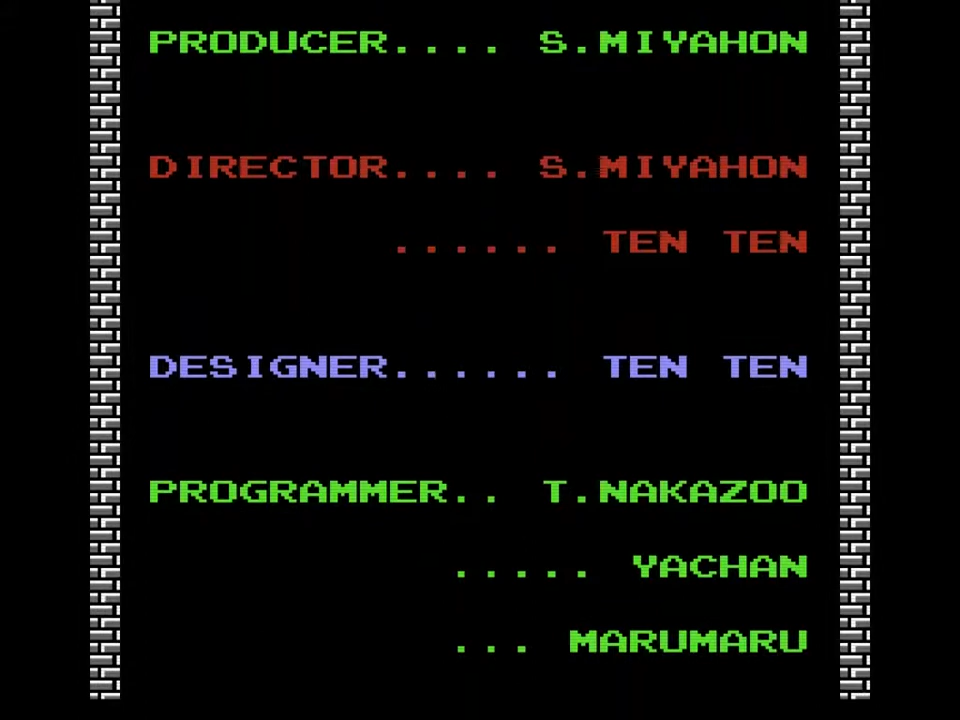 PRODUCER.... S.MIYAHON
DIRECTOR.... S.MIYAHON
...... TEN TEN
DESIGNER...... TEN TEN
PROGRAMMER.. T.NAKAZOO
..... YACHAN
... MARUMARU